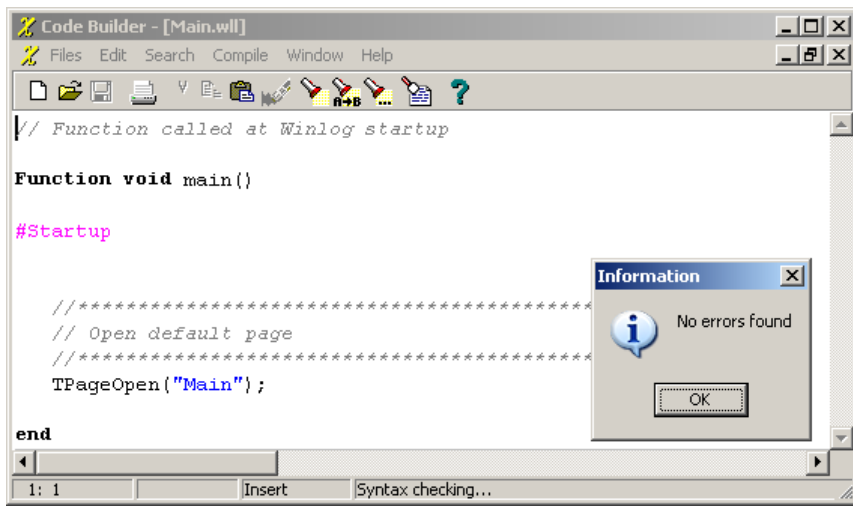 Code Builder - [Main.wll]
Files Edit Search Compile Window Help
A→B ... ?
// Function called at Winlog startup
Function void main()
#Startup
//*******************************************
// Open default page
//*******************************************
TPageOpen("Main");
end
Information
No errors found
OK
1: 1 Insert Syntax checking...